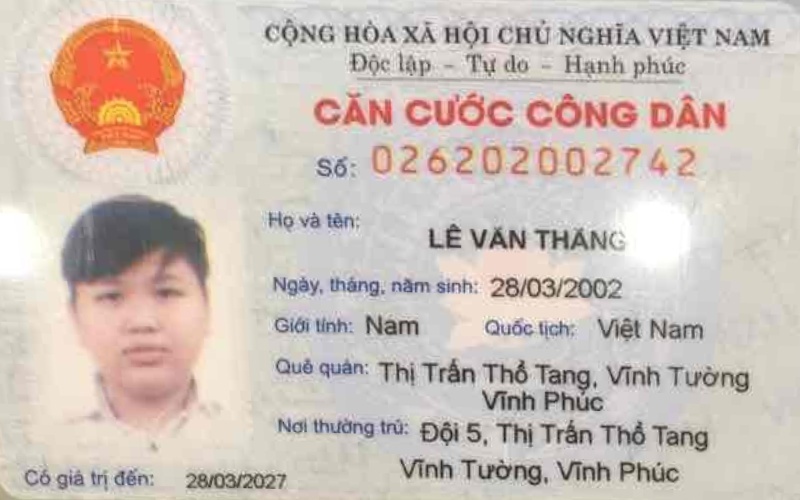 CỘNG HÒA XÃ HỘI CHỦ NGHĨA VIỆT NAM
Độc lập - Tự do - Hạnh phúc
CĂN CƯỚC CÔNG DÂN
Số: 026202002742
Họ và tên:
LÊ VĂN THĂNG
Ngày, tháng, năm sinh: 28/03/2002
Giới tính: Nam Quốc tịch: Việt Nam
Quê quán: Thị Trấn Thổ Tang, Vĩnh Tường
Vĩnh Phúc
Nơi thường trú: Đội 5, Thị Trấn Thổ Tang
Vĩnh Tường, Vĩnh Phúc
Có giá trị đến: 28/03/2027